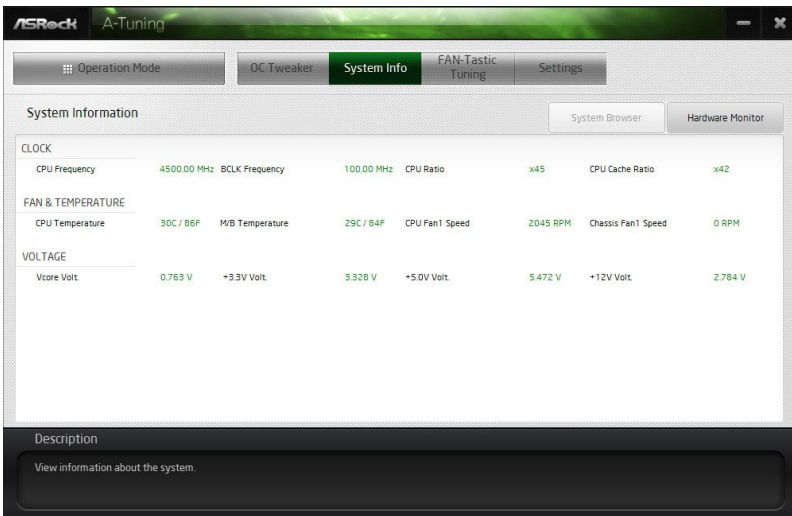 ASRock A-Tuning
Operation Mode OC Tweaker System Info FAN-Tastic Tuning Settings
System Information System Browser Hardware Monitor
CLOCK
CPU Frequency 4500.00 MHz BCLK Frequency 100.00 MHz CPU Ratio x45 CPU Cache Ratio x42
FAN & TEMPERATURE
CPU Temperature 30C / 86F M/B Temperature 29C / 84F CPU Fan1 Speed 2045 RPM Chassis Fan1 Speed 0 RPM
VOLTAGE
Vcore Volt. 0.763 V +3.3V Volt. 3.328 V +5.0V Volt. 5.472 V +12V Volt. 2.784 V
Description
View information about the system.